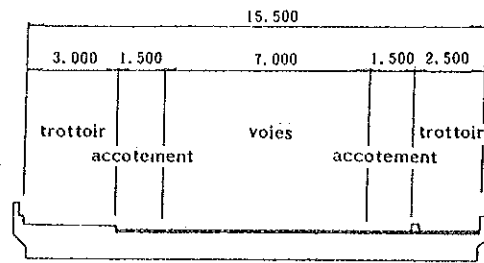 15.500
3.000 1.500 7,000 1.500 2,500
trottoir voies trottoir
accotement accotement